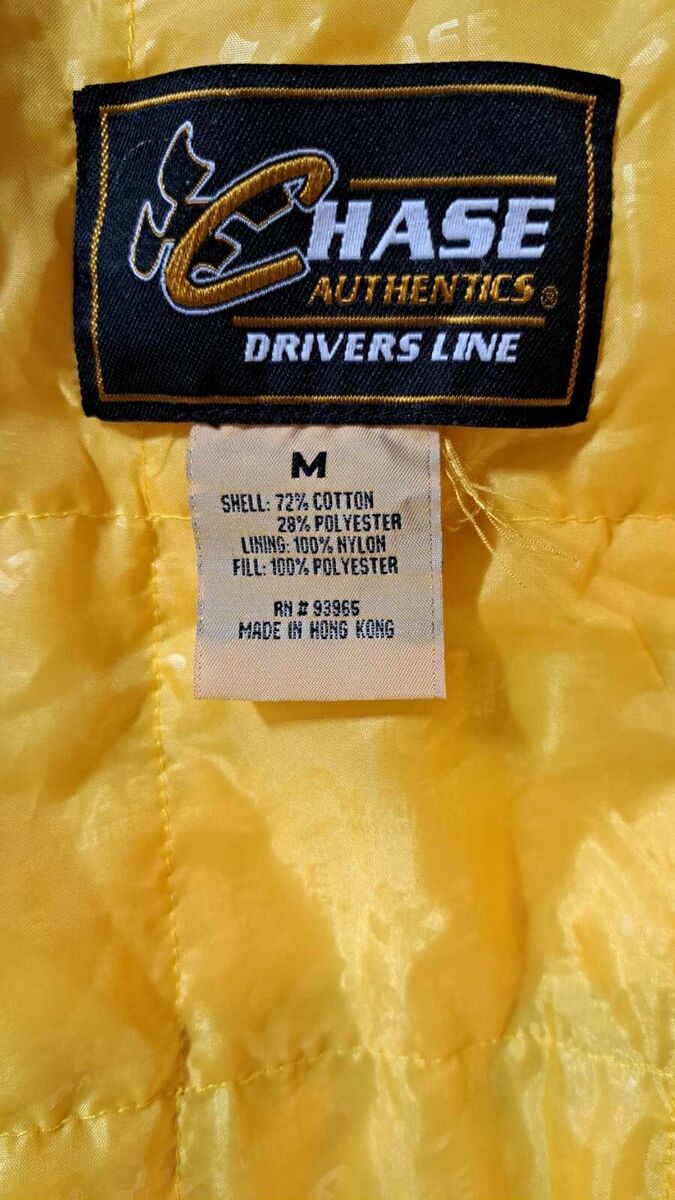 ASE
CHASE
AUTHENTICS®
DRIVERS LINE
M
SHELL: 72% COTTON
28% POLYESTER
LINING: 100% NYLON
FILL: 100% POLYESTER
RN # 93965
MADE IN HONG KONG